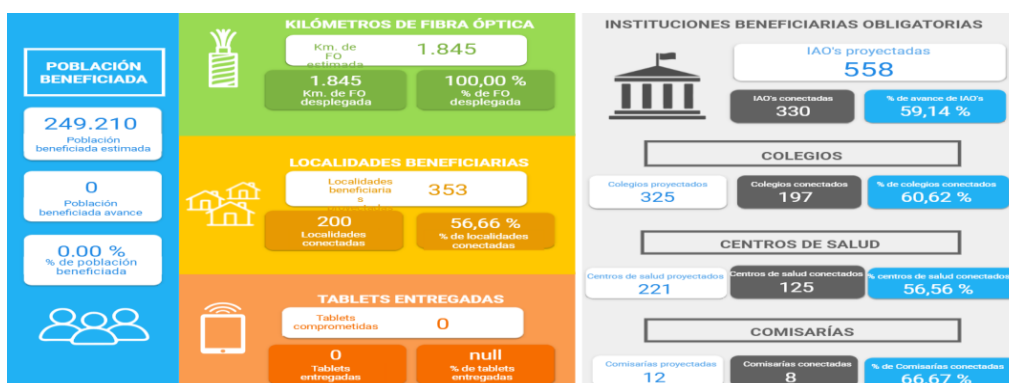 POBLACIÓN
BENEFICIADA
249.210
Población
beneficiada estimada
0
Población
beneficiada avance
0,00 %
% de población
beneficiada
KILÓMETROS DE FIBRA ÓPTICA
Km. de
FO
estimada
1.845
1.845
Km. de FO
desplegada
100,00 %
% de FO
desplegada
LOCALIDADES BENEFICIARIAS
Localidades
beneficiaria
s
353
200
Localidades
conectadas
56,66 %
% de localidades
conectadas
TABLETS ENTREGADAS
Tablets
comprometidas
0
0
Tablets
entregadas
null
% de tablets
entregadas
INSTITUCIONES BENEFICIARIAS OBLIGATORIAS
IAO's proyectadas
558
IAO's conectadas
330
% de avance de IAO's
59,14 %
COLEGIOS
Colegios proyectados
325
Colegios conectados
197
% de colegios conectados
60,62 %
CENTROS DE SALUD
Centros de salud proyectados
221
Centros de salud conectados
125
% centros de salud conectados
56,56 %
COMISARÍAS
Comisarías proyectadas
12
Comisarías conectadas
8
% de Comisarías conectadas
66,67 %